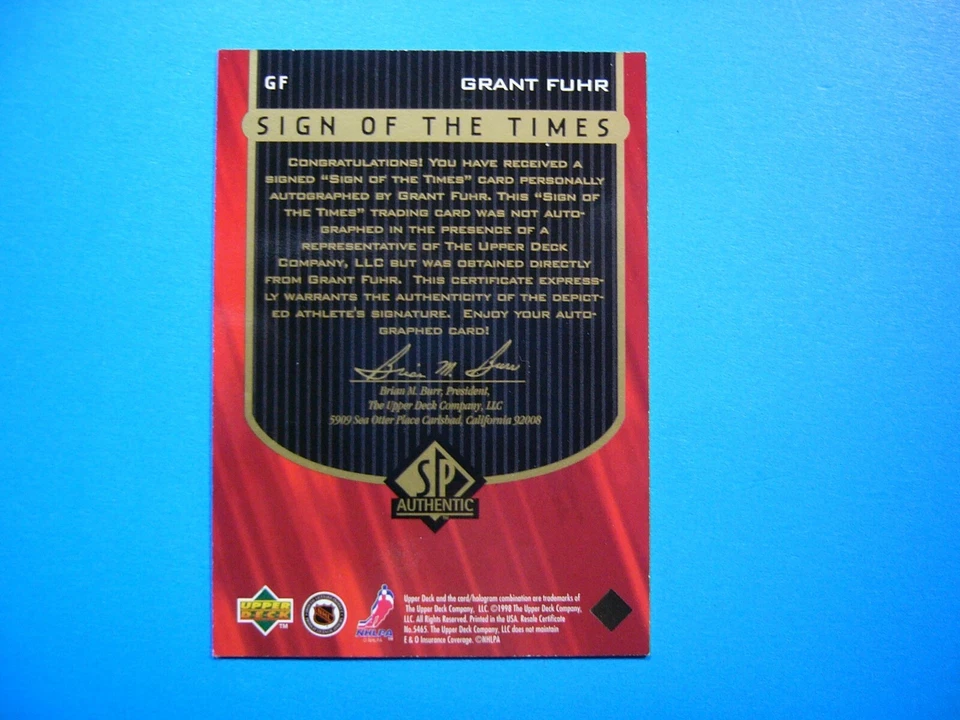 GF GRANT FUHR
SIGN OF THE TIMES
CONGRATULATIONS! YOU HAVE RECEIVED A
SIGNED “SIGN OF THE TIMES” CARD PERSONALLY
AUTOGRAPHED BY GRANT FUHR. THIS “SIGN OF
THE TIMES” TRADING CARD WAS NOT AUTO-
GRAPHED IN THE PRESENCE OF A
REPRESENTATIVE OF THE UPPER DECK
COMPANY, LLC BUT WAS OBTAINED DIRECTLY
FROM GRANT FUHR. THIS CERTIFICATE EXPRESS-
LY WARRANTS THE AUTHENTICITY OF THE DEPICT-
ED ATHLETE'S SIGNATURE. ENJOY YOUR AUTO-
GRAPHED CARD!
Brian M. Burr
Brian M. Burr, President,
The Upper Deck Company, LLC
5909 Sea Otter Place Carlsbad, California 92008
SP
AUTHENTIC
UPPER
DECK
TM
NHL
NHLPA
Upper Deck and the card/hologram combination are trademarks of
The Upper Deck Company, LLC. ©1998 The Upper Deck Company,
LLC. All Rights Reserved. Printed in the USA. Resale Certificate
No.5465. The Upper Deck Company, LLC does not maintain
E & O Insurance Coverage. ©NHLPA